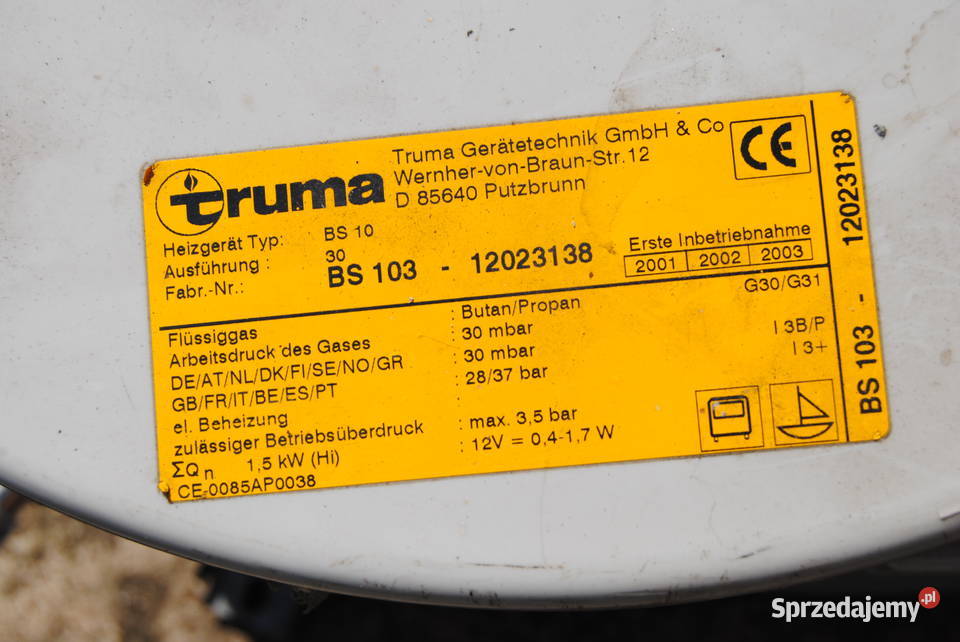 truma
Truma Gerätetechnik GmbH & Co
Wernher-von-Braun-Str.12
D 85640 Putzbrunn
CE
Heizgerät Typ: BS 10
Ausführung : 30
Fabr.-Nr.: BS 103 - 12023138
Erste Inbetriebnahme
2001 2002 2003
Flüssiggas : Butan/Propan G30/G31
Arbeitsdruck des Gases : 30 mbar
DE/AT/NL/DK/FI/SE/NO/GR : 30 mbar I 3B/P
GB/FR/IT/BE/ES/PT : 28/37 bar I 3+
el. Beheizung
zulässiger Betriebsüberdruck : max. 3,5 bar
ΣQn 1,5 kW (Hi) : 12V = 0,4-1,7 W
CE-0085AP0038
BS 103 - 12023138
Sprzedajemy.pl